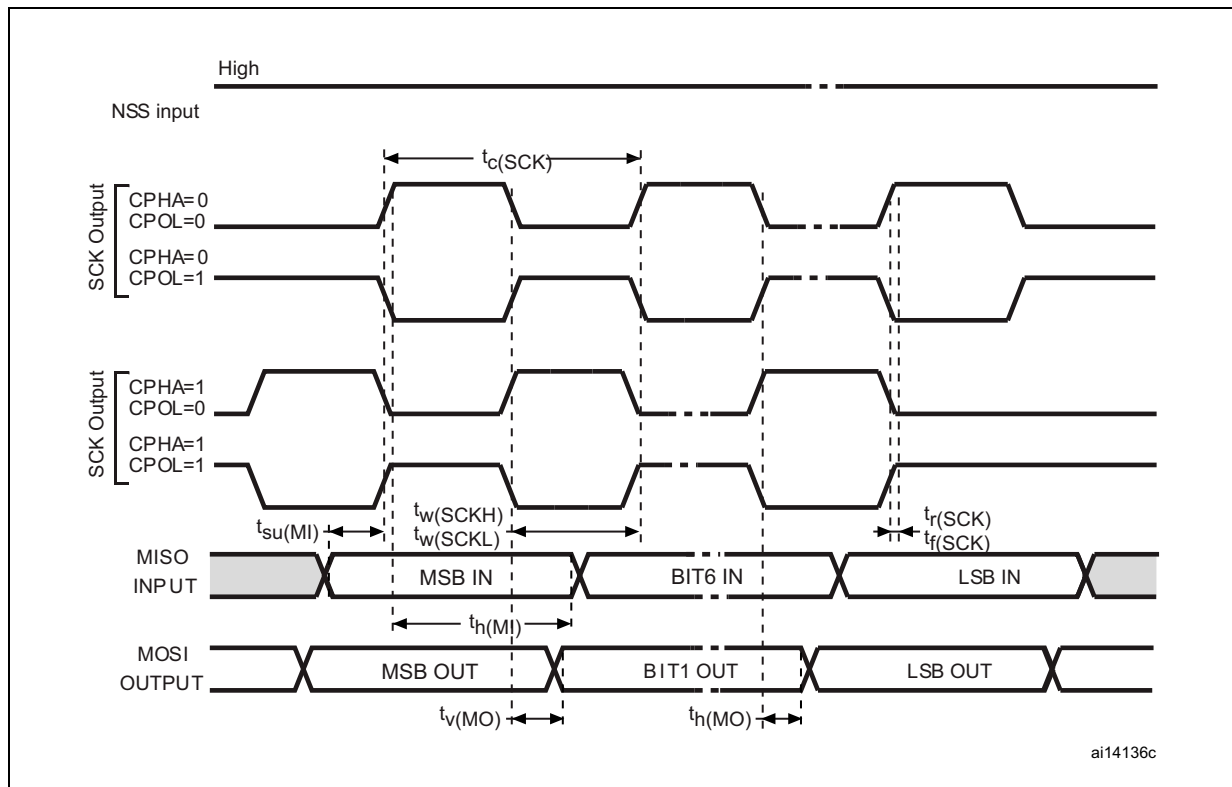 High
NSS input
tc(SCK)
SCK Output
CPHA=0
CPOL=0
CPHA=0
CPOL=1
SCK Output
CPHA=1
CPOL=0
CPHA=1
CPOL=1
tsu(MI)
tw(SCKH)
tw(SCKL)
tr(SCK)
tf(SCK)
MISO
INPUT
MSB IN
BIT6 IN
LSB IN
th(MI)
MOSI
OUTPUT
MSB OUT
BIT1 OUT
LSB OUT
tv(MO)
th(MO)
ai14136c